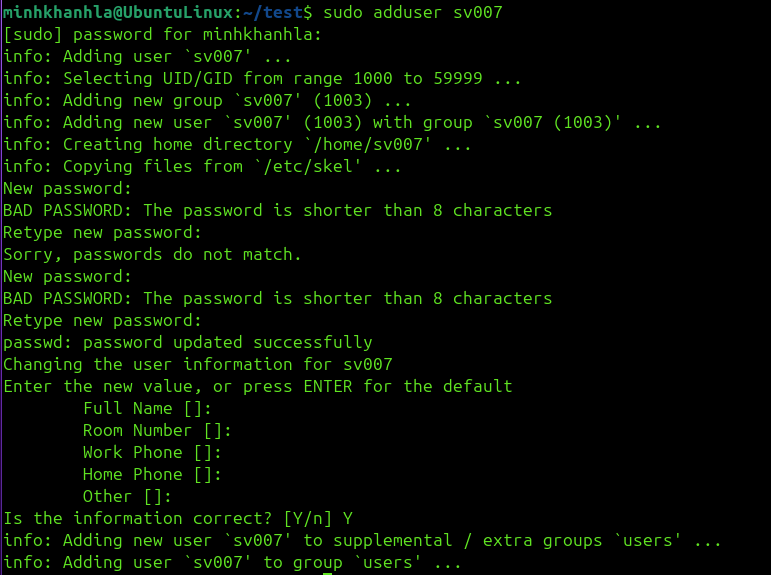 minhkhanhla@UbuntuLinux:~/test$ sudo adduser sv007
[sudo] password for minhkhanhla:
info: Adding user `sv007' ...
info: Selecting UID/GID from range 1000 to 59999 ...
info: Adding new group `sv007' (1003) ...
info: Adding new user `sv007' (1003) with group `sv007 (1003)' ...
info: Creating home directory `/home/sv007' ...
info: Copying files from `/etc/skel' ...
New password:
BAD PASSWORD: The password is shorter than 8 characters
Retype new password:
Sorry, passwords do not match.
New password:
BAD PASSWORD: The password is shorter than 8 characters
Retype new password:
passwd: password updated successfully
Changing the user information for sv007
Enter the new value, or press ENTER for the default
        Full Name []:
        Room Number []:
        Work Phone []:
        Home Phone []:
        Other []:
Is the information correct? [Y/n] Y
info: Adding new user `sv007' to supplemental / extra groups `users' ...
info: Adding user `sv007' to group `users' ...